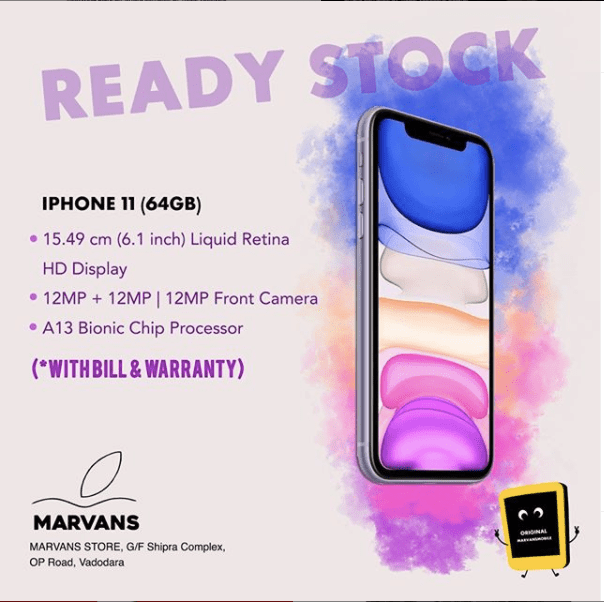 READY STOCK
IPHONE 11 (64GB)
• 15.49 cm (6.1 inch) Liquid Retina
HD Display
• 12MP + 12MP | 12MP Front Camera
• A13 Bionic Chip Processor
(*WITH BILL & WARRANTY)
MARVANS
MARVANS STORE, G/F Shipra Complex,
OP Road, Vadodara
ORIGINAL
MARVANSMOBILE